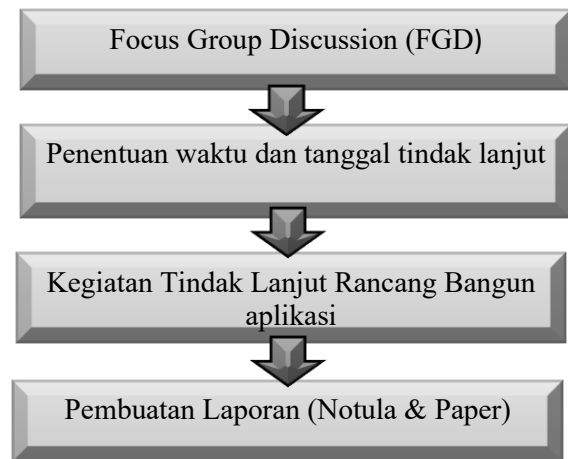 Focus Group Discussion (FGD)
Penentuan waktu dan tanggal tindak lanjut
Kegiatan Tindak Lanjut Rancang Bangun
aplikasi
Pembuatan Laporan (Notula & Paper)